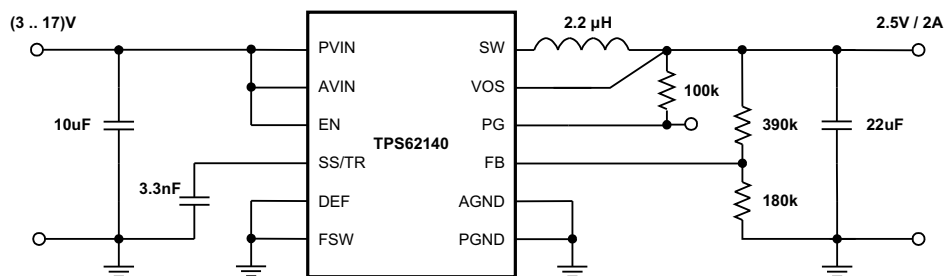 (3 .. 17)V
2.2 µH
2.5V / 2A
PVIN
SW
AVIN
VOS
100k
10uF
EN
PG
390k
22uF
TPS62140
SS/TR
FB
3.3nF
180k
DEF
AGND
FSW
PGND